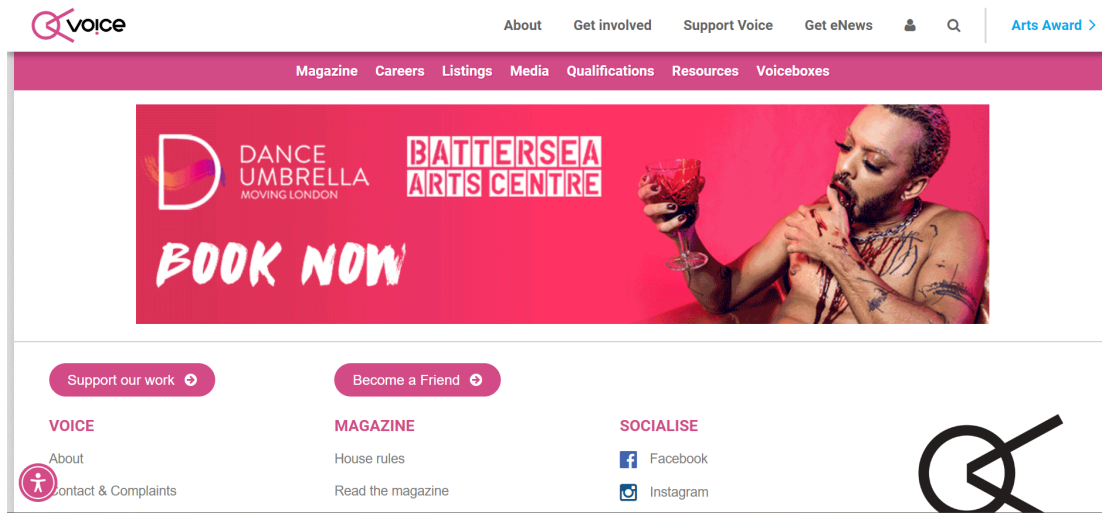 voice
About Get involved Support Voice Get eNews Arts Award >
Magazine Careers Listings Media Qualifications Resources Voiceboxes
DANCE
UMBRELLA
MOVING LONDON
BATTERSEA
ARTS CENTRE
BOOK NOW
Support our work
Become a Friend
VOICE
About
Contact & Complaints
MAGAZINE
House rules
Read the magazine
SOCIALISE
Facebook
Instagram